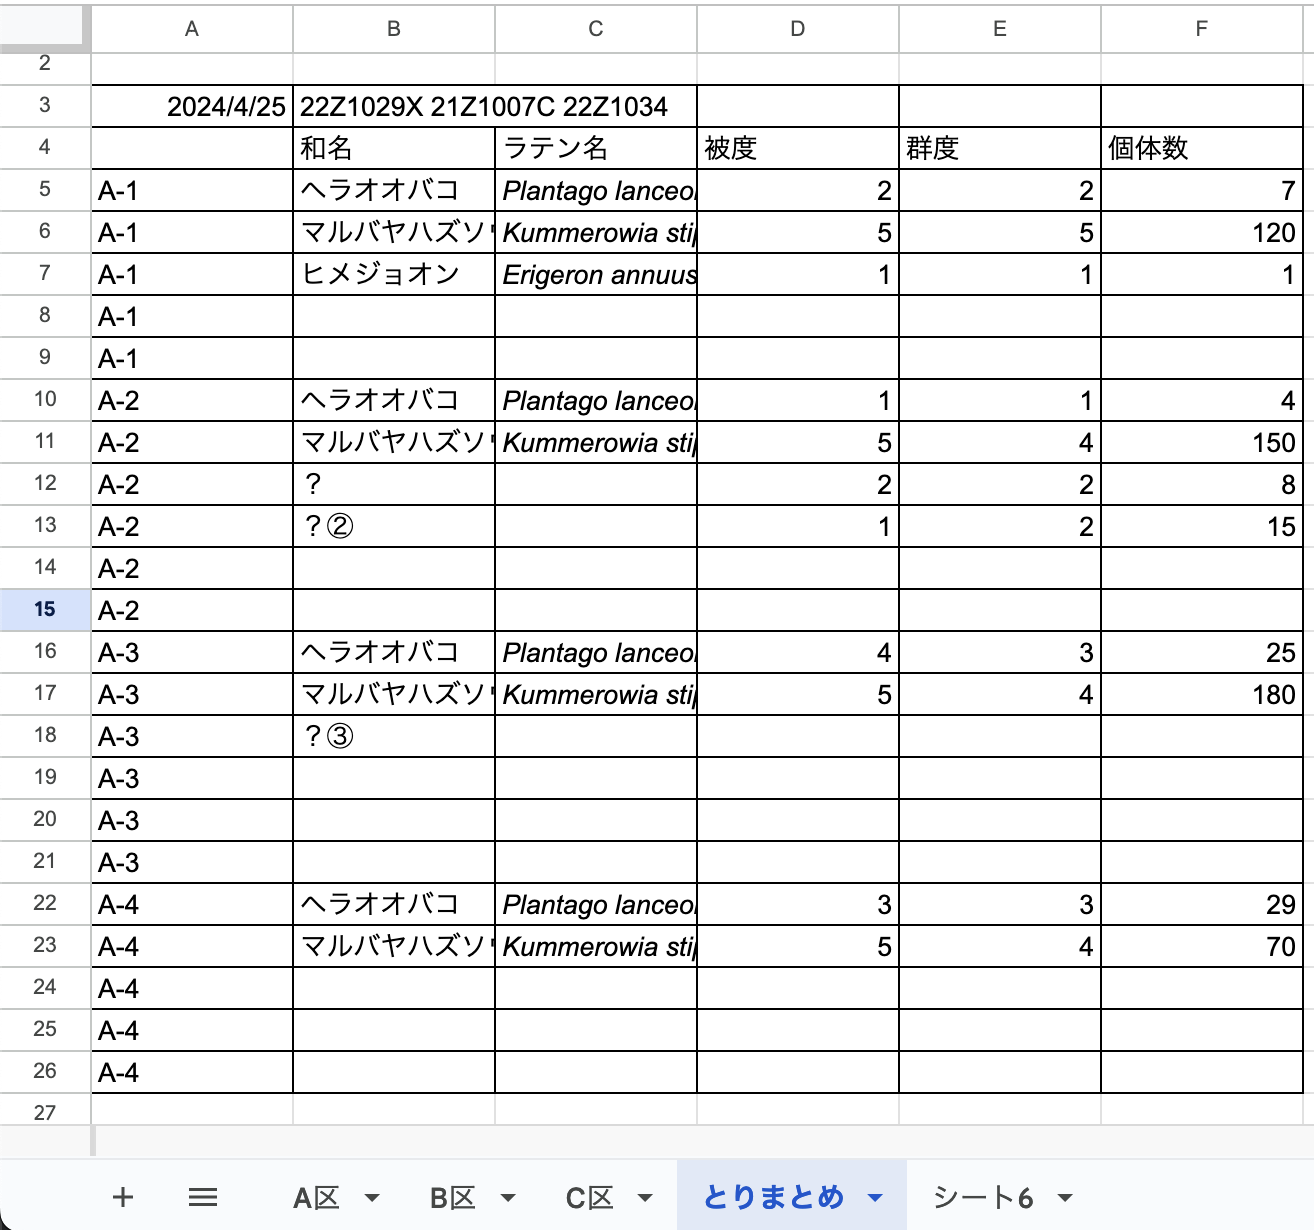 A B C D E F
2
3 2024/4/25 22Z1029X 21Z1007C 22Z1034
4 和名 ラテン名 被度 群度 個体数
5 A-1 ヘラオオバコ Plantago lanceo 2 2 7
6 A-1 マルバヤハズソ Kummerowia sti 5 5 120
7 A-1 ヒメジョオン Erigeron annuus 1 1 1
8 A-1
9 A-1
10 A-2 ヘラオオバコ Plantago lanceo 1 1 4
11 A-2 マルバヤハズソ Kummerowia sti 5 4 150
12 A-2 ？ 2 2 8
13 A-2 ？② 1 2 15
14 A-2
15 A-2
16 A-3 ヘラオオバコ Plantago lanceo 4 3 25
17 A-3 マルバヤハズソ Kummerowia sti 5 4 180
18 A-3 ？③
19 A-3
20 A-3
21 A-3
22 A-4 ヘラオオバコ Plantago lanceo 3 3 29
23 A-4 マルバヤハズソ Kummerowia sti 5 4 70
24 A-4
25 A-4
26 A-4
27
+ A区 B区 C区 とりまとめ シート6